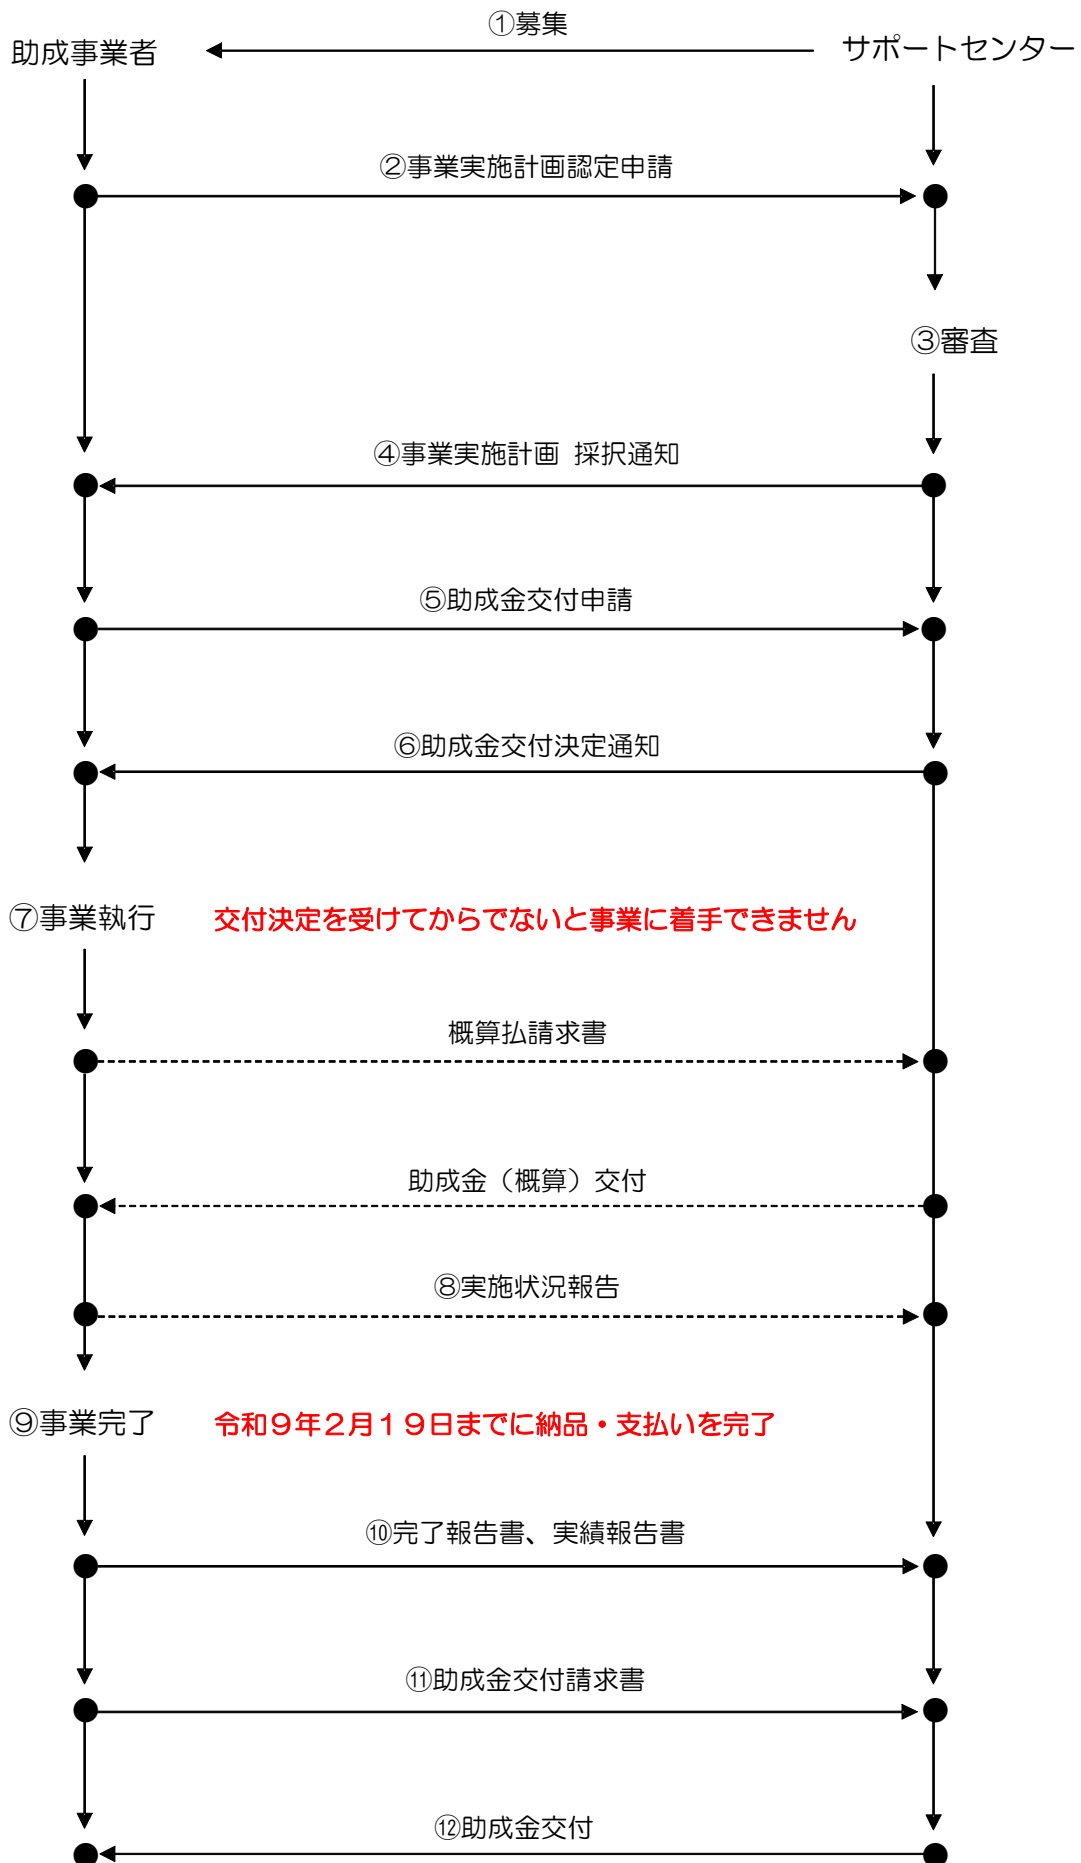 ①募集
助成事業者
サポートセンター
②事業実施計画認定申請
③審査
④事業実施計画 採択通知
⑤助成金交付申請
⑥助成金交付決定通知
⑦事業執行
交付決定を受けてからでないと事業に着手できません
概算払請求書
助成金（概算）交付
⑧実施状況報告
⑨事業完了
令和９年２月１９日までに納品・支払いを完了
⑩完了報告書、実績報告書
⑪助成金交付請求書
⑫助成金交付